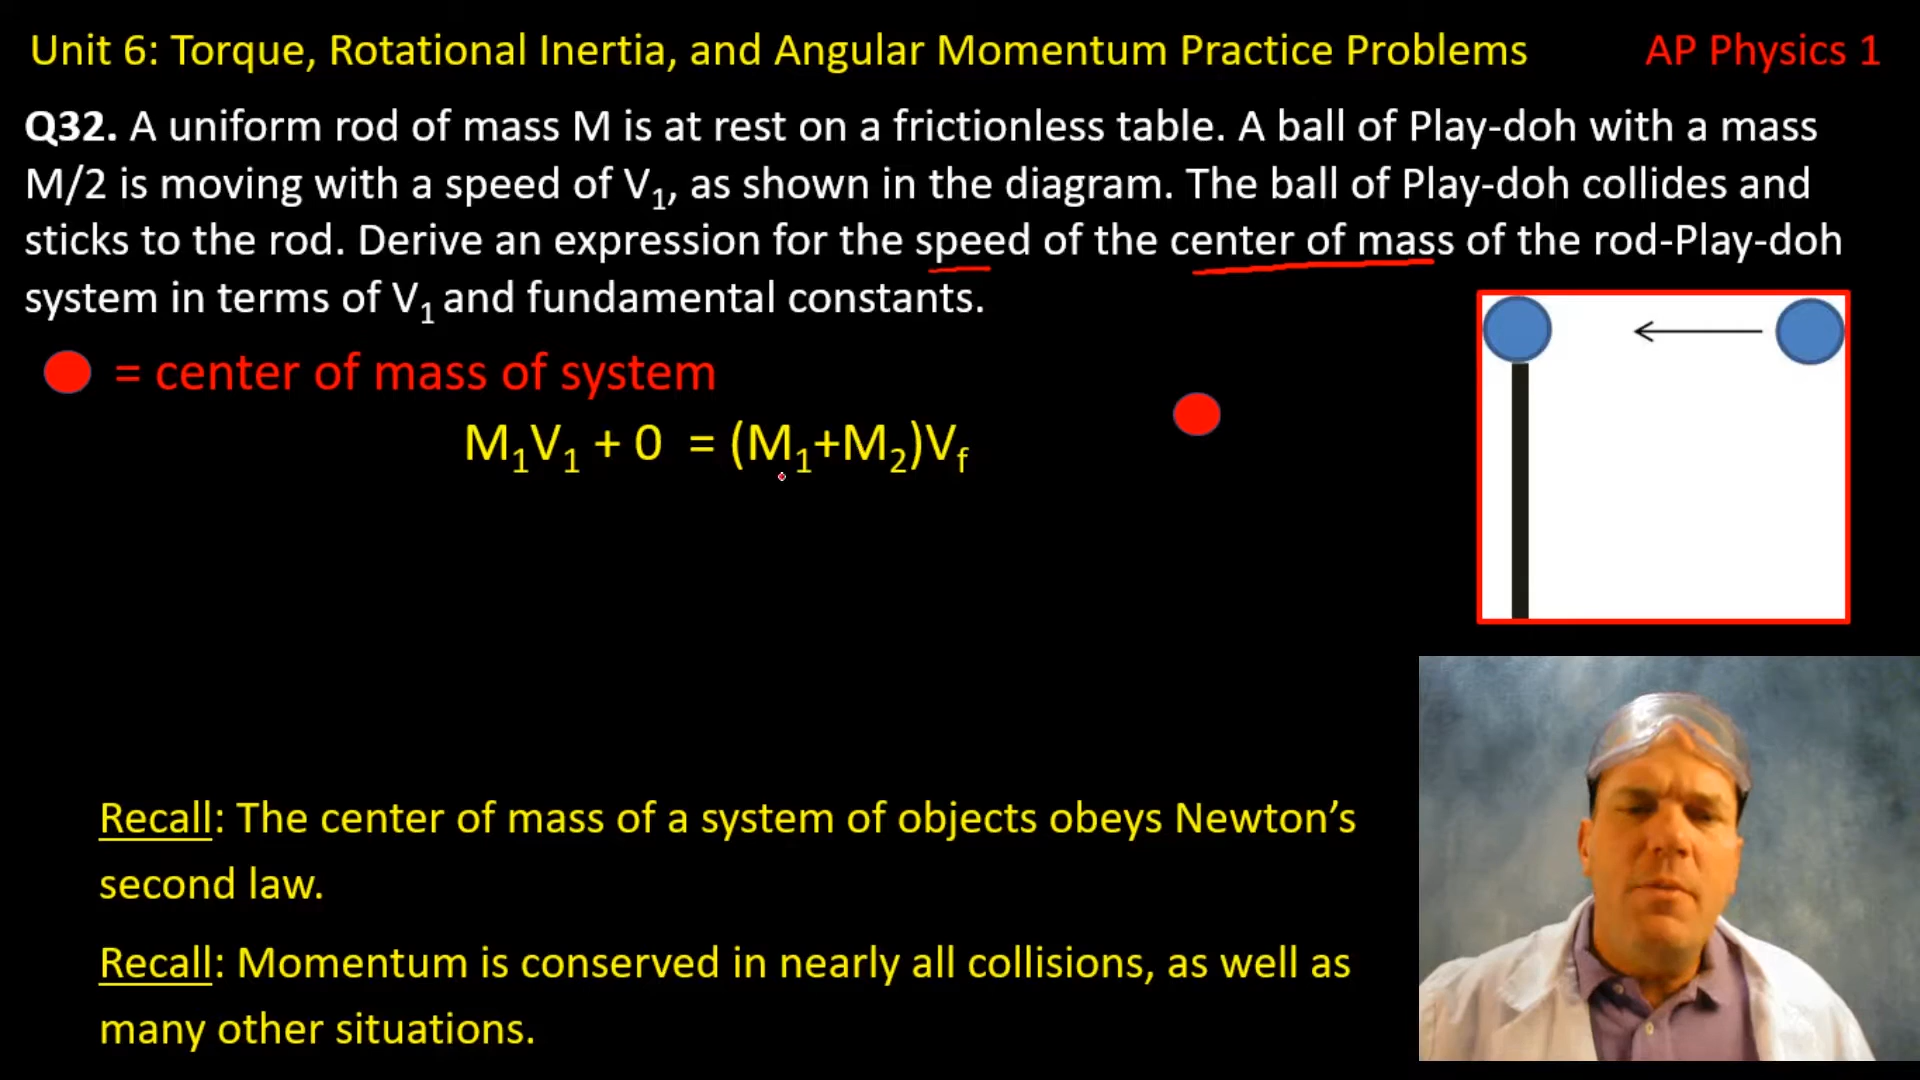 Unit 6: Torque, Rotational Inertia, and Angular Momentum Practice Problems AP Physics 1
Q32. A uniform rod of mass M is at rest on a frictionless table. A ball of Play-doh with a mass
M/2 is moving with a speed of V₁, as shown in the diagram. The ball of Play-doh collides and
sticks to the rod. Derive an expression for the speed of the center of mass of the rod-Play-doh
system in terms of V₁ and fundamental constants.
= center of mass of system
M₁V₁ + 0 = (M₁+M₂)Vf
Recall: The center of mass of a system of objects obeys Newton’s
second law.
Recall: Momentum is conserved in nearly all collisions, as well as
many other situations.